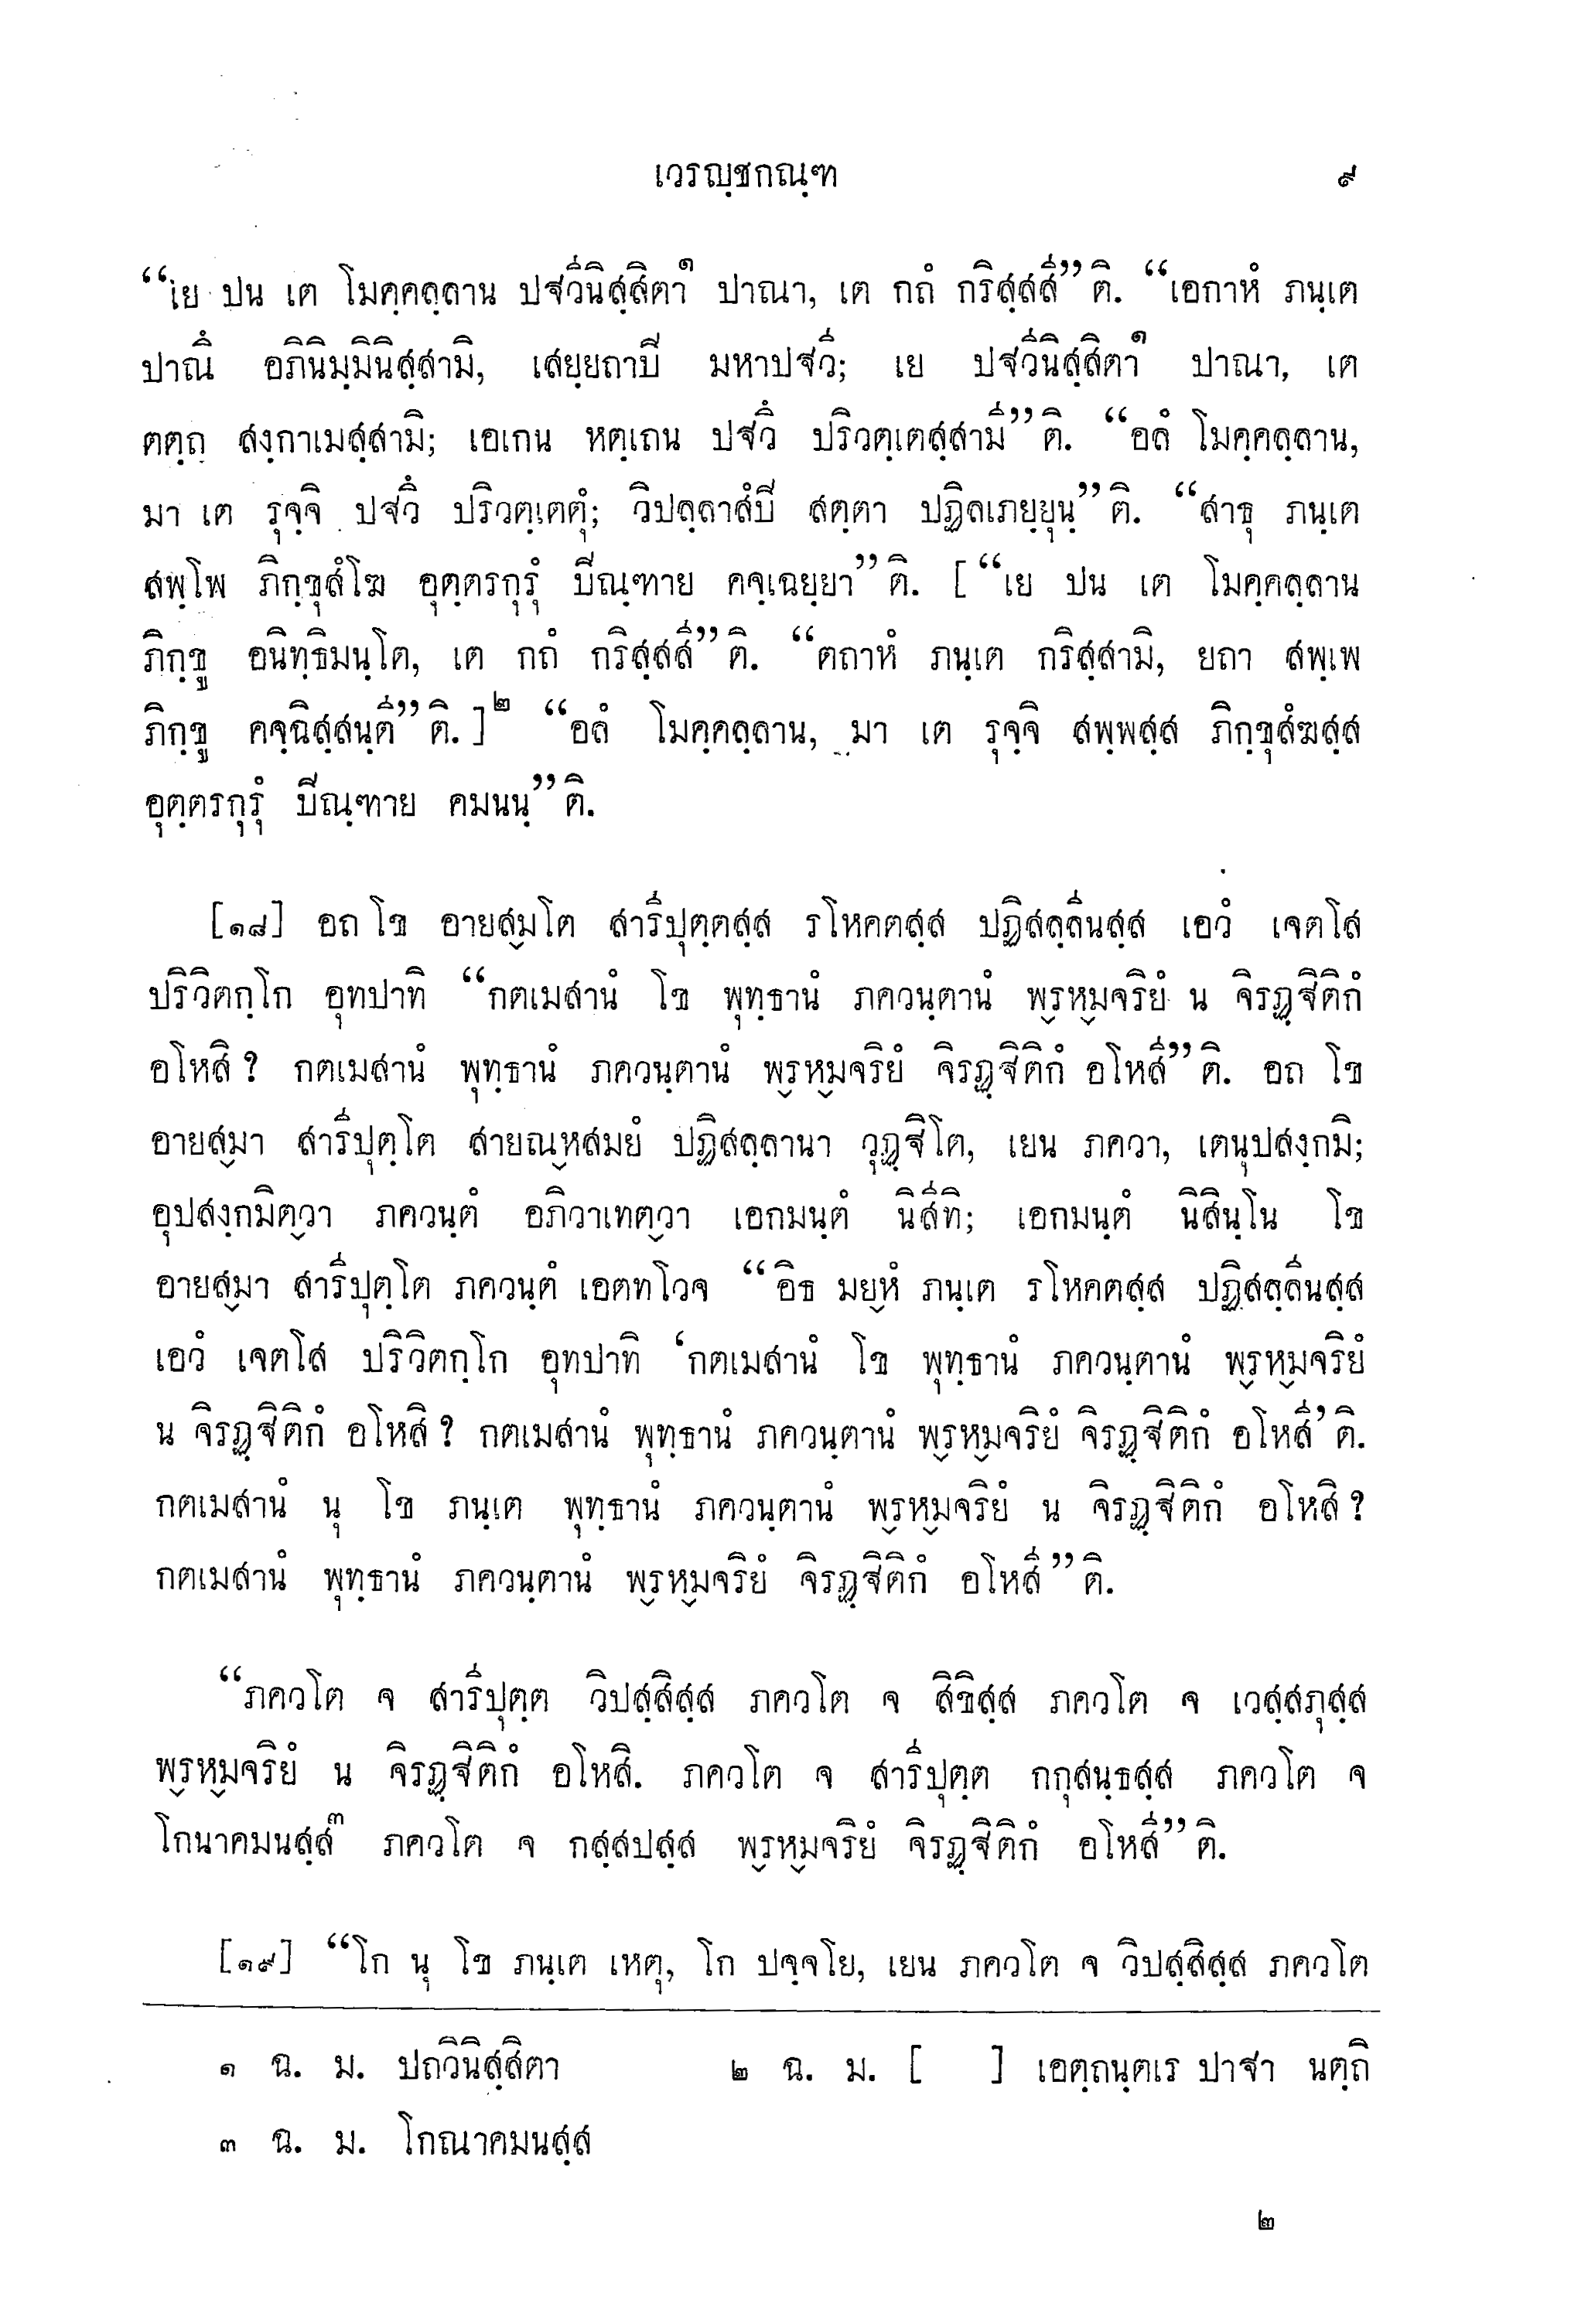 เวรญฺชกณฺฑ ๙
“เย ปน เต โมคฺคลฺลาน ปฐวีนิสฺสิตา๑ ปาณา, เต กถํ กริสฺสสี” ติ. “เอกาหํ ภนฺเต
ปาณึ อภินิมฺมินิสฺสามิ, เสยฺยถาปิ มหาปฐวี; เย ปฐวีนิสฺสิตา๑ ปาณา, เต
ตตฺถ สงฺกาเมสฺสามิ; เอเกน หตฺเถน ปฐวึ ปริวตฺเตสฺสามี” ติ. “อลํ โมคฺคลฺลาน,
มา เต รุจฺจิ ปฐวึ ปริวตฺเตตุํ; วิปลฺลาสํปิ สตฺตา ปฏิลเภยฺยุนฺ” ติ. “สาธุ ภนฺเต
สพฺโพ ภิกฺขุสํโฆ อุตฺตรกุรุํ ปิณฺฑาย คจฺเฉยฺยา” ติ. [ “เย ปน เต โมคฺคลฺลาน
ภิกฺขู อนิทฺธิมนฺโต, เต กถํ กริสฺสสี” ติ. “ตถาหํ ภนฺเต กริสฺสามิ, ยถา สพฺเพ
ภิกฺขู คจฺฉิสฺสนฺตี” ติ. ]๒ “อลํ โมคฺคลฺลาน, มา เต รุจฺจิ สพฺพสฺส ภิกฺขุสํฆสฺส
อุตฺตรกุรุํ ปิณฺฑาย คมนนฺ” ติ.
[๑๘] อถ โข อายสฺมโต สารีปุตฺตสฺส รโหคตสฺส ปฏิสลฺลีนสฺส เอวํ เจตโส
ปริวิตกฺโก อุทปาทิ “กตเมสานํ โข พุทฺธานํ ภควนฺตานํ พฺรหฺมจริยํ น จิรฏฺฐิติกํ
อโหสิ ? กตเมสานํ พุทฺธานํ ภควนฺตานํ พฺรหฺมจริยํ จิรฏฺฐิติกํ อโหสี” ติ. อถ โข
อายสฺมา สารีปุตฺโต สายณฺหสมยํ ปฏิสลฺลานา วุฏฺฐิโต, เยน ภควา, เตนุปสงฺกมิ;
อุปสงฺกมิตฺวา ภควนฺตํ อภิวาเทตฺวา เอกมนฺตํ นิสีทิ; เอกมนฺตํ นิสินฺโน โข
อายสฺมา สารีปุตฺโต ภควนฺตํ เอตทโวจ “อิธ มยฺหํ ภนฺเต รโหคตสฺส ปฏิสลฺลีนสฺส
เอวํ เจตโส ปริวิตกฺโก อุทปาทิ ‘กตเมสานํ โข พุทฺธานํ ภควนฺตานํ พฺรหฺมจริยํ
น จิรฏฺฐิติกํ อโหสิ ? กตเมสานํ พุทฺธานํ ภควนฺตานํ พฺรหฺมจริยํ จิรฏฺฐิติกํ อโหสี’ ติ.
กตเมสานํ นุ โข ภนฺเต พุทฺธานํ ภควนฺตานํ พฺรหฺมจริยํ น จิรฏฺฐิติกํ อโหสิ ?
กตเมสานํ พุทฺธานํ ภควนฺตานํ พฺรหฺมจริยํ จิรฏฺฐิติกํ อโหสี” ติ.
“ภควโต จ สารีปุตฺต วิปสฺสิสฺส ภควโต จ สิขิสฺส ภควโต จ เวสฺสภุสฺส
พฺรหฺมจริยํ น จิรฏฺฐิติกํ อโหสิ. ภควโต จ สารีปุตฺต กกุสนฺธสฺส ภควโต จ
โกนาคมนสฺส๓ ภควโต จ กสฺสปสฺส พฺรหฺมจริยํ จิรฏฺฐิติกํ อโหสี” ติ.
[๑๙] “โก นุ โข ภนฺเต เหตุ, โก ปจฺจโย, เยน ภควโต จ วิปสฺสิสฺส ภควโต
๑ ฉ. ม. ปถวินิสฺสิตา ๒ ฉ. ม. [ ] เอตฺถนฺตเร ปาฐา นตฺถิ
๓ ฉ. ม. โกณาคมนสฺส
๒